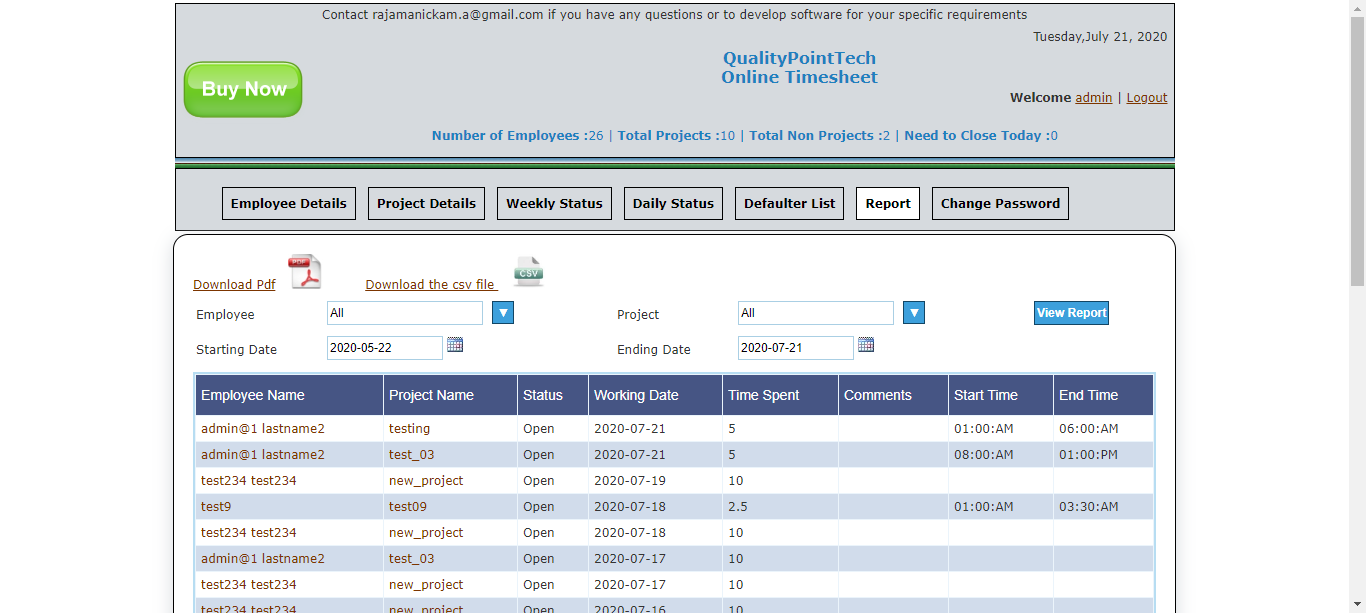 Contact rajamanickam.a@gmail.com if you have any questions or to develop software for your specific requirements
Tuesday,July 21, 2020
QualityPointTech
Online Timesheet
Buy Now
Welcome admin | Logout
Number of Employees :26 | Total Projects :10 | Total Non Projects :2 | Need to Close Today :0
Employee Details Project Details Weekly Status Daily Status Defaulter List Report Change Password
Download Pdf PDF Download the csv file CSV
Employee All Project All View Report
Starting Date 2020-05-22 Ending Date 2020-07-21
Employee Name Project Name Status Working Date Time Spent Comments Start Time End Time
admin@1 lastname2 testing Open 2020-07-21 5 01:00:AM 06:00:AM
admin@1 lastname2 test_03 Open 2020-07-21 5 08:00:AM 01:00:PM
test234 test234 new_project Open 2020-07-19 10
test9 test09 Open 2020-07-18 2.5 01:00:AM 03:30:AM
test234 test234 new_project Open 2020-07-18 10
admin@1 lastname2 test_03 Open 2020-07-17 10
test234 test234 new_project Open 2020-07-17 10
test234 test234 new_project Open 2020-07-16 10